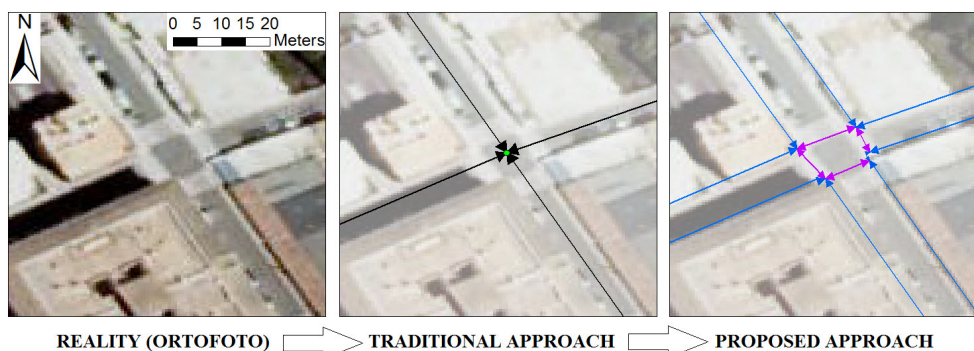 N
0 5 10 15 20
Meters
REALITY (ORTOFOTO) TRADITIONAL APPROACH PROPOSED APPROACH